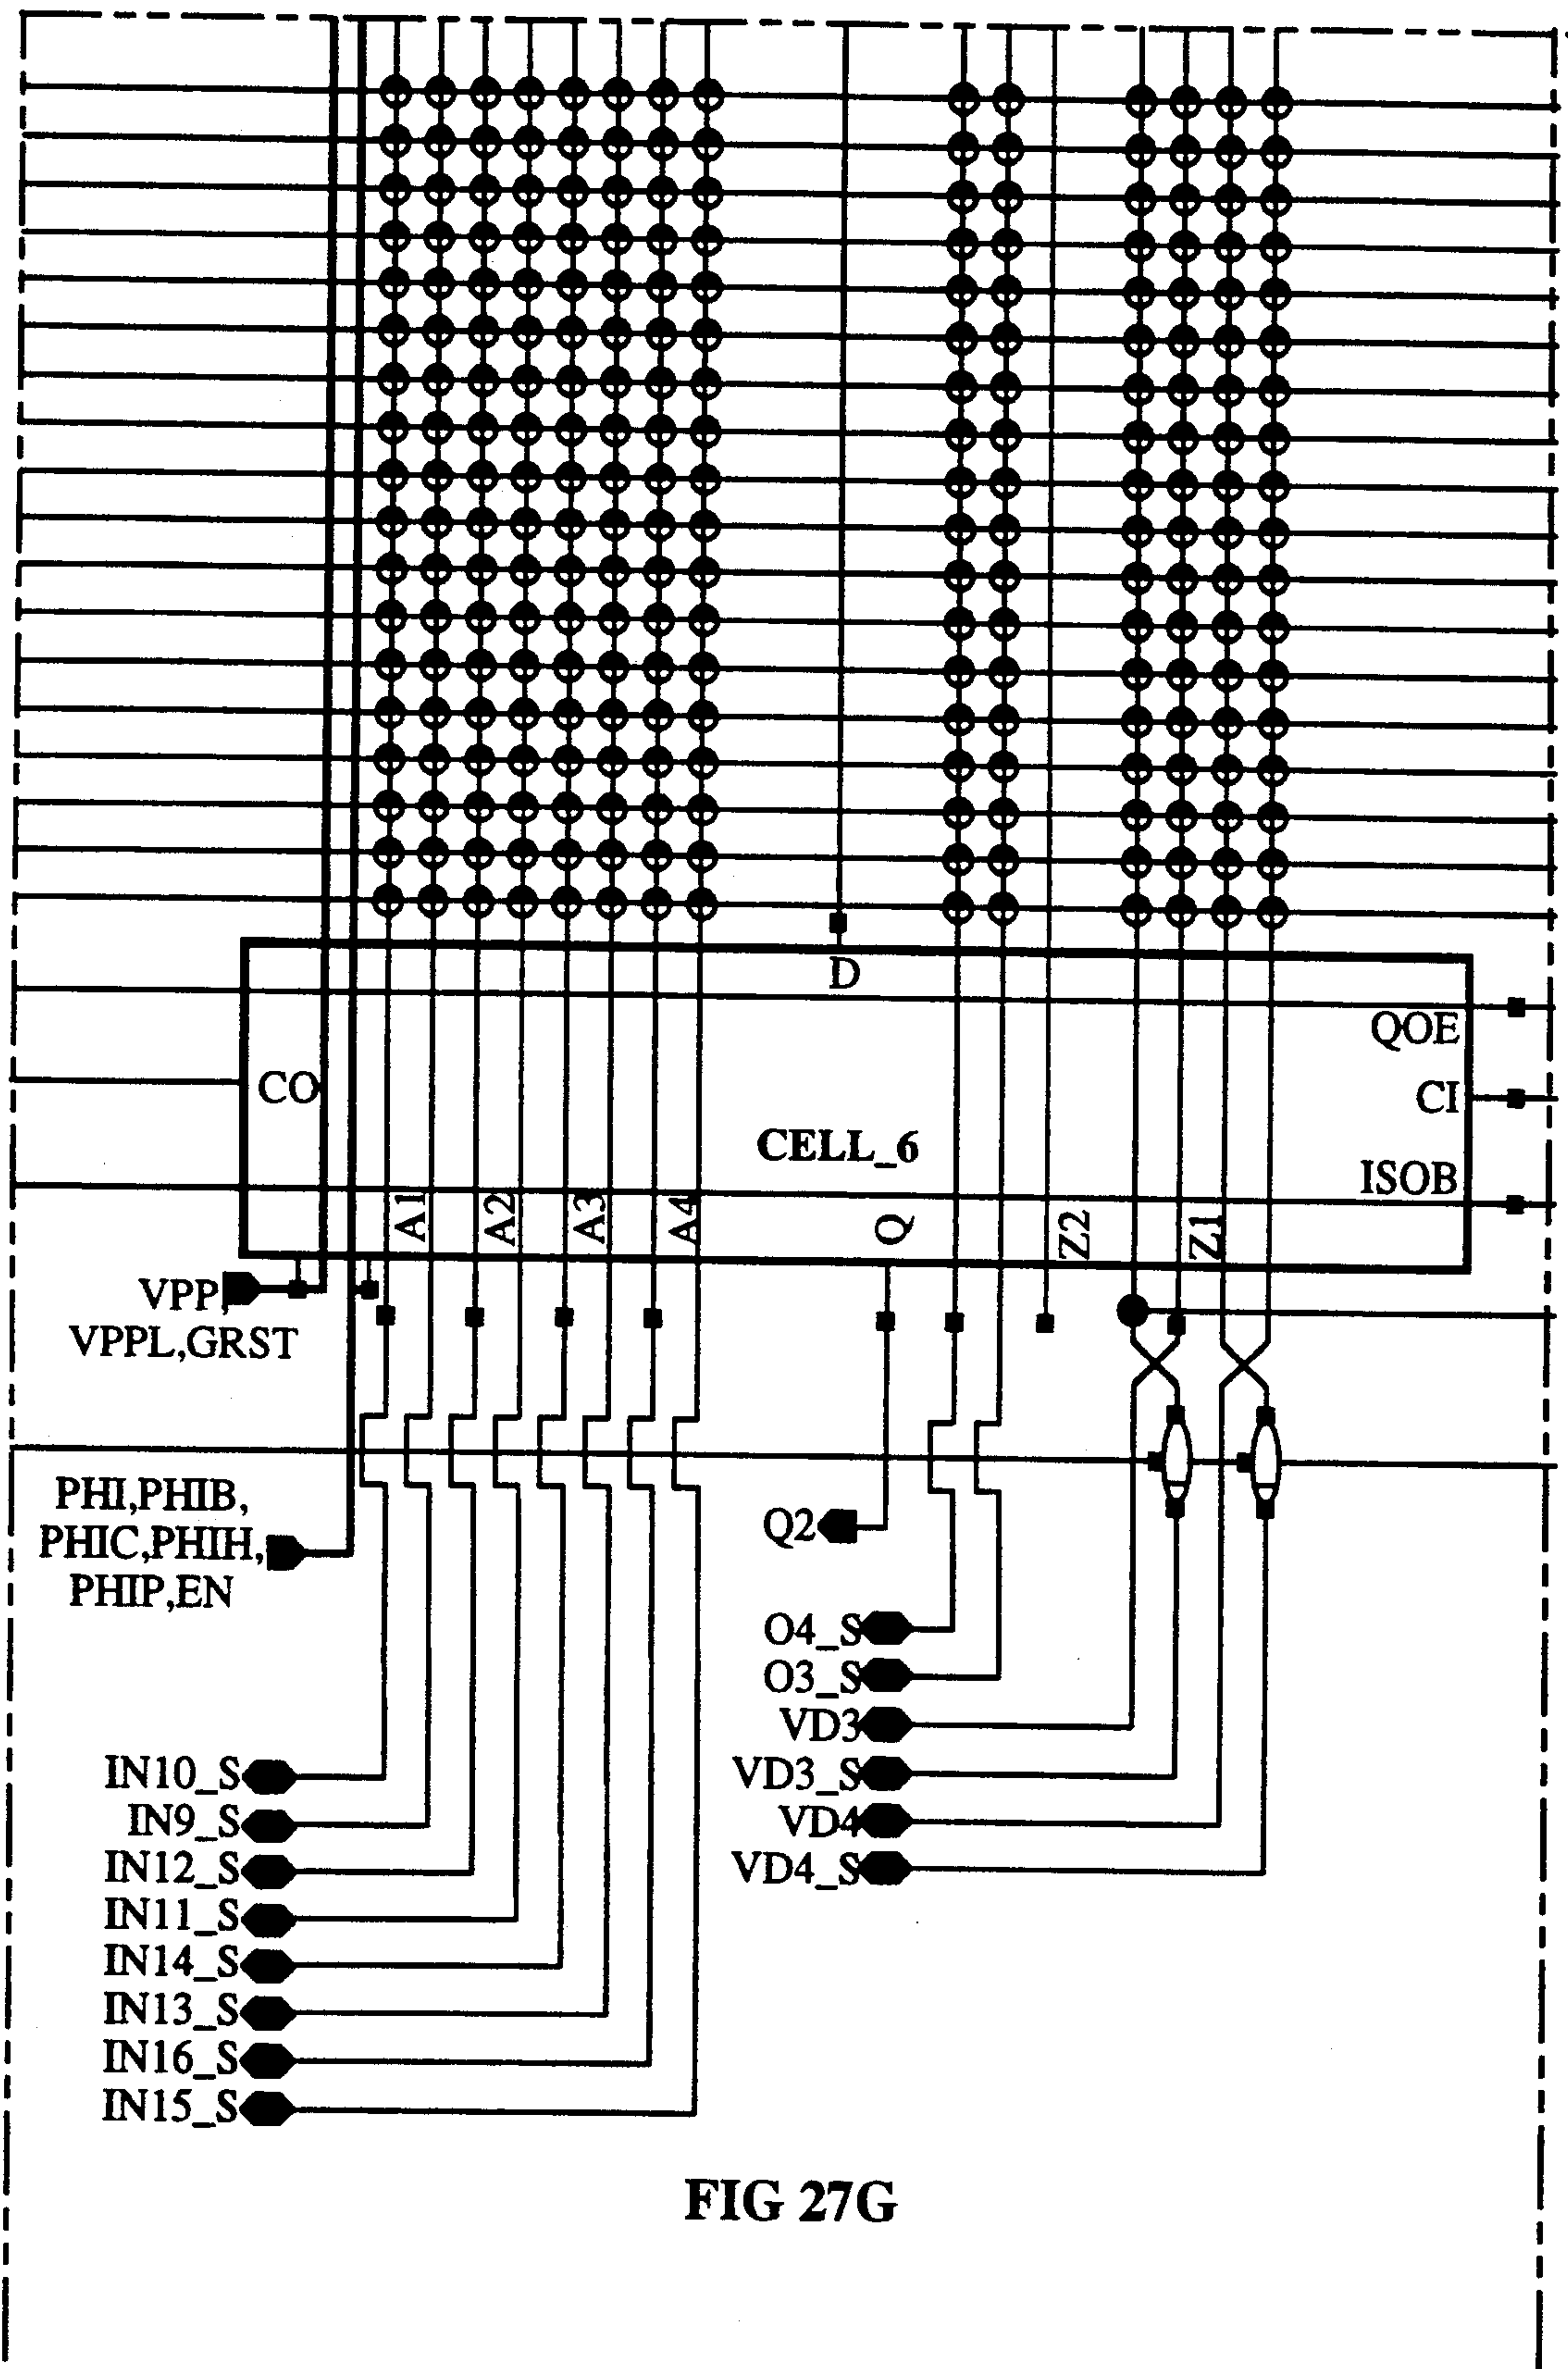 D
QOE
CO
CI
CELL_6
ISOB
A1
A2
A3
A4
Q
Z2
Z1
VPP,
VPPL,GRST
PHI,PHIB,
PHIC,PHIH,
PHIP,EN
Q2
O4_S
O3_S
VD3
VD3_S
VD4
VD4_S
IN10_S
IN9_S
IN12_S
IN11_S
IN14_S
IN13_S
IN16_S
IN15_S
FIG 27G